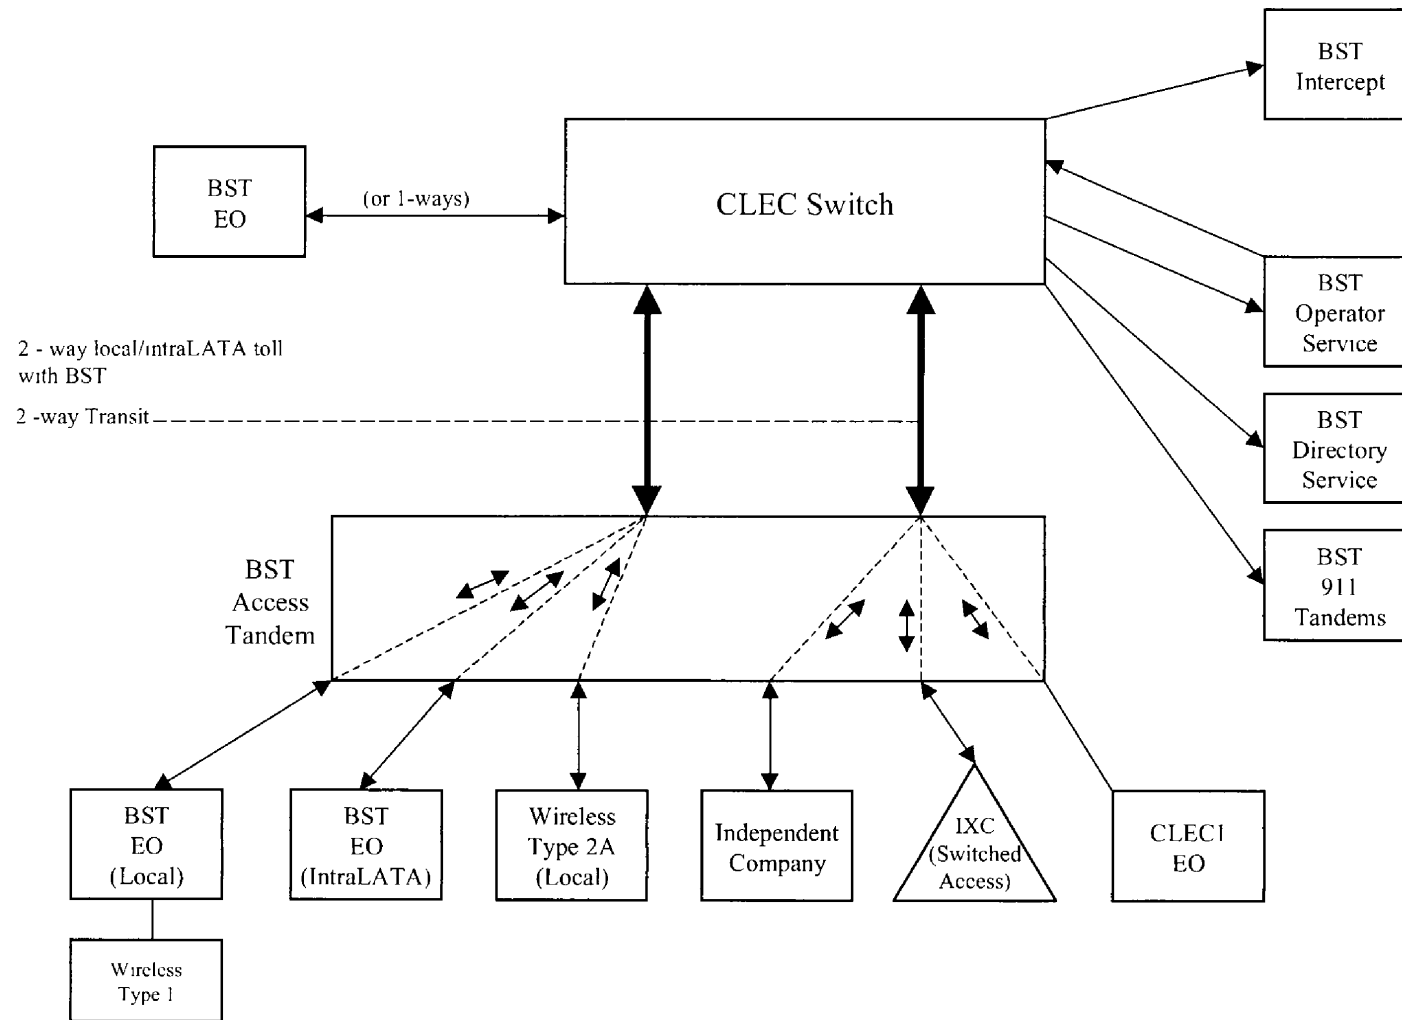 BST
Intercept
BST
EO
(or 1-ways)
CLEC Switch
BST
Operator
Service
2 - way local/intraLATA toll
with BST
2 -way Transit
BST
Directory
Service
BST
911
Tandems
BST
Access
Tandem
BST
EO
(Local)
BST
EO
(IntraLATA)
Wireless
Type 2A
(Local)
Independent
Company
IXC
(Switched
Access)
CLEC1
EO
Wireless
Type 1